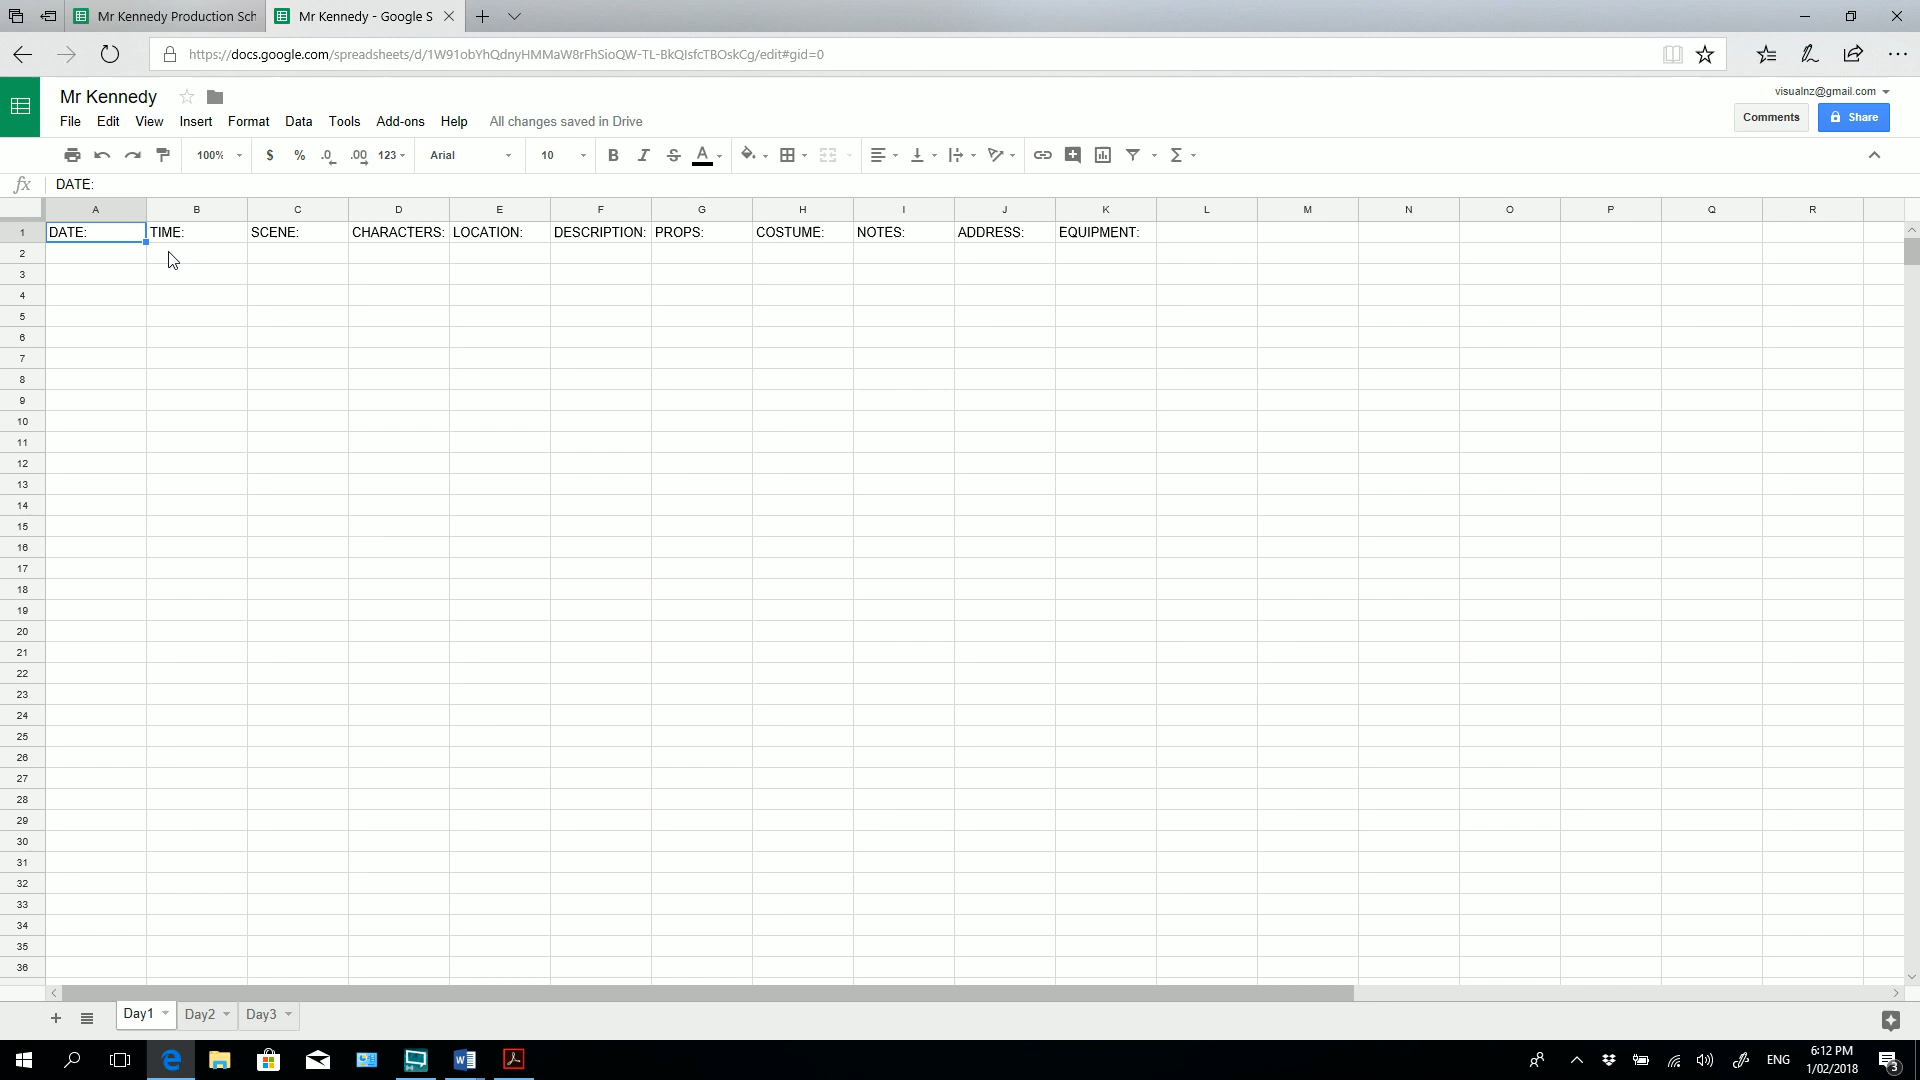 Mr Kennedy Production Sch
Mr Kennedy - Google S
https://docs.google.com/spreadsheets/d/1W91obYhQdnyHMMaW8rFhSioQW-TL-BkQIsfcTBOskCg/edit#gid=0
Mr Kennedy
visualnz@gmail.com
File Edit View Insert Format Data Tools Add-ons Help All changes saved in Drive
Comments Share
100% $ % .0 .00 123 Arial 10 B I S A Σ
fx DATE:
A B C D E F G H I J K L M N O P Q R
1 DATE: TIME: SCENE: CHARACTERS: LOCATION: DESCRIPTION: PROPS: COSTUME: NOTES: ADDRESS: EQUIPMENT:
2
3
4
5
6
7
8
9
10
11
12
13
14
15
16
17
18
19
20
21
22
23
24
25
26
27
28
29
30
31
32
33
34
35
36
Day1 Day2 Day3
ENG
6:12 PM
1/02/2018
3